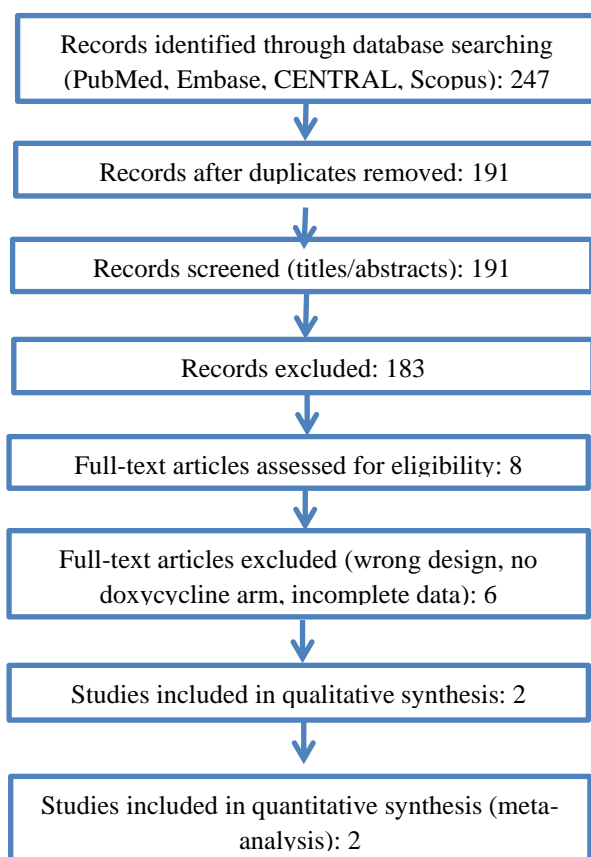 Records identified through database searching
(PubMed, Embase, CENTRAL, Scopus): 247
Records after duplicates removed: 191
Records screened (titles/abstracts): 191
Records excluded: 183
Full-text articles assessed for eligibility: 8
Full-text articles excluded (wrong design, no
doxycycline arm, incomplete data): 6
Studies included in qualitative synthesis: 2
Studies included in quantitative synthesis (meta-
analysis): 2